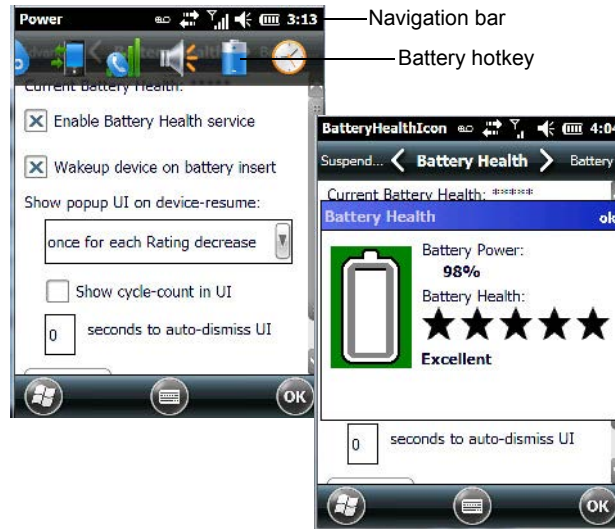 Power 3:13
Navigation bar
Battery hotkey
Current Battery Health: *****
Enable Battery Health service
Wakeup device on battery insert
Show popup UI on device-resume:
once for each Rating decrease
Show cycle-count in UI
0 seconds to auto-dismiss UI
OK
BatteryHealthIcon 4:04
Suspend... Battery Health Battery
Current Battery Health: *****
Battery Health ok
Battery Power:
98%
Battery Health:
Excellent
0 seconds to auto-dismiss UI
OK